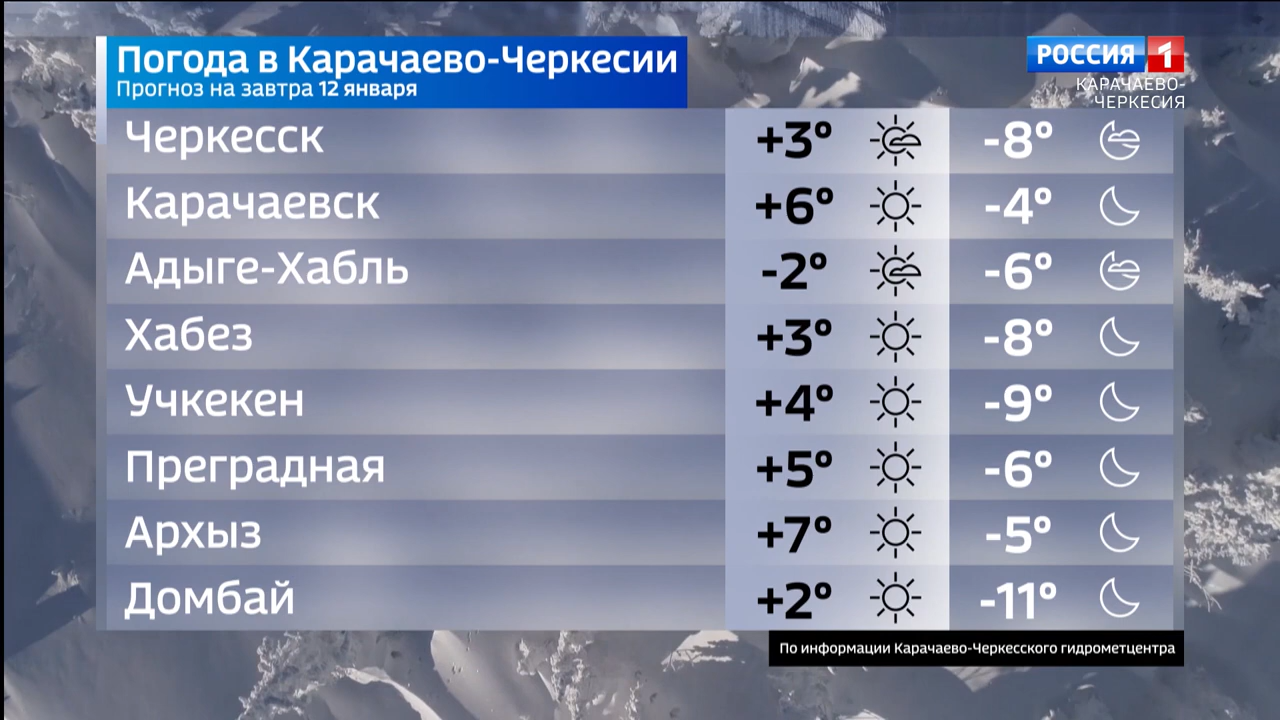 Погода в Карачаево-Черкесии
Прогноз на завтра 12 января
РОССИЯ 1
КАРАЧАЕВО-
ЧЕРКЕСИЯ
Черкесск +3° -8°
Карачаевск +6° -4°
Адыге-Хабль -2° -6°
Хабез +3° -8°
Учкекен +4° -9°
Преградная +5° -6°
Архыз +7° -5°
Домбай +2° -11°
По информации Карачаево-Черкесского гидрометцентра